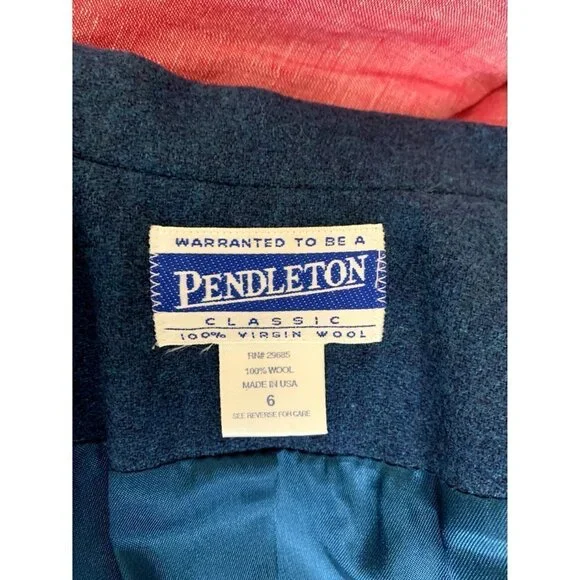 WARRANTED TO BE A
PENDLETON
CLASSIC
100% VIRGIN WOOL
RN# 29685
100% WOOL
MADE IN USA
6
SEE REVERSE FOR CARE